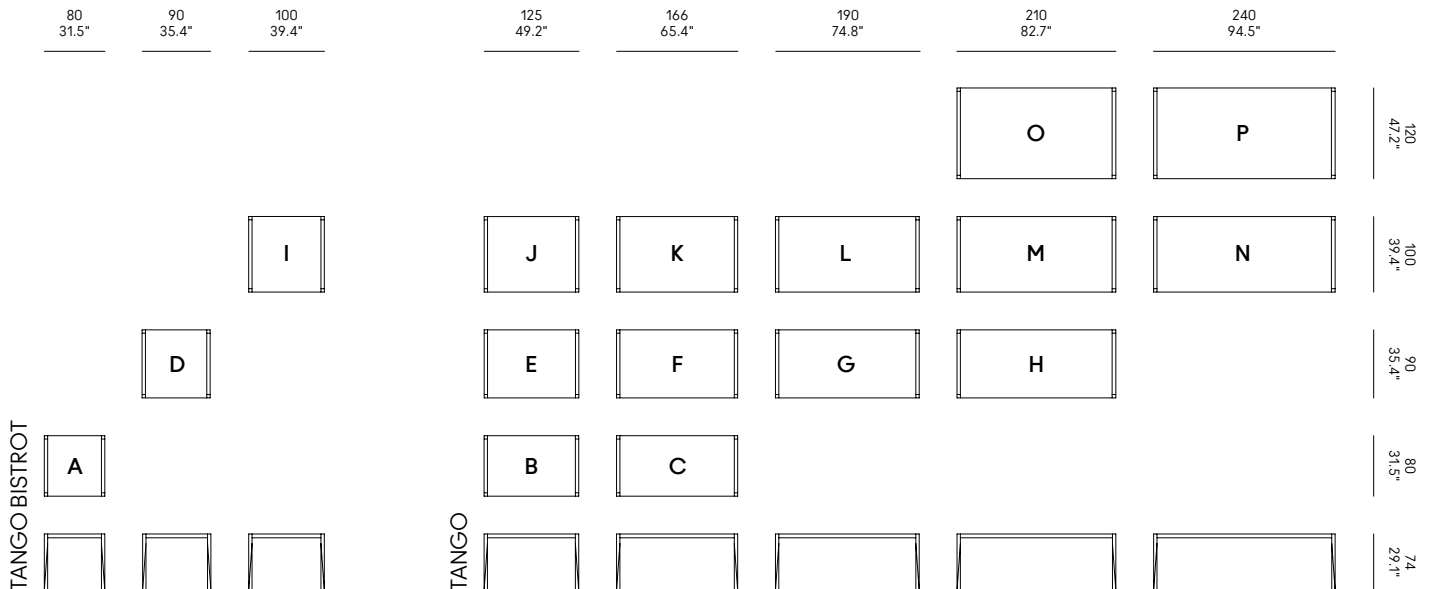 80
31.5"
90
35.4"
100
39.4"
125
49.2"
166
65.4"
190
74.8"
210
82.7"
240
94.5"
O
P
120
47.2"
I
J
K
L
M
N
100
39.4"
D
E
F
G
H
90
35.4"
A
B
C
80
31.5"
TANGO BISTROT
TANGO
74
29.1"